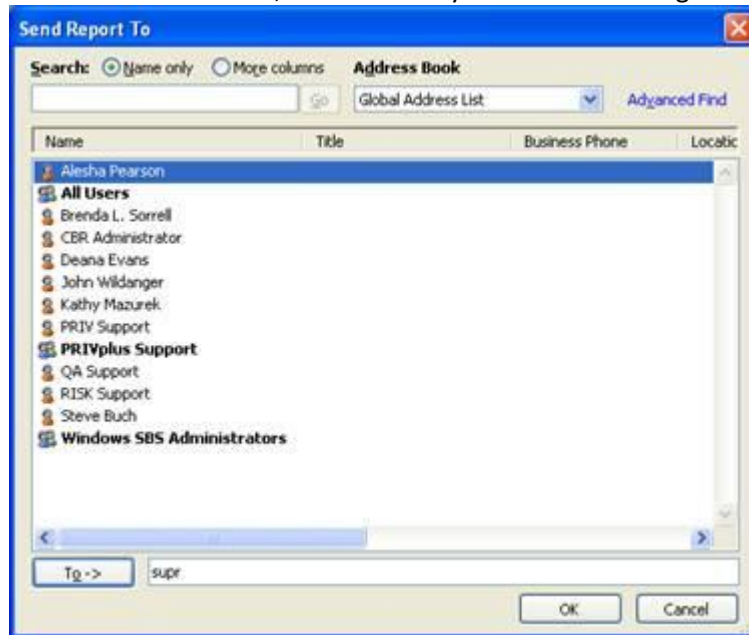 Send Report To
Search: Name only More columns Address Book
Go Global Address List Advanced Find
Name Title Business Phone Locatic
Alesha Pearson
All Users
Brenda L. Sorrell
CBR Administrator
Deana Evans
John Wildanger
Kathy Mazurek
PRIV Support
PRIVplus Support
QA Support
RISK Support
Steve Buch
Windows SBS Administrators
To -> supr
OK Cancel